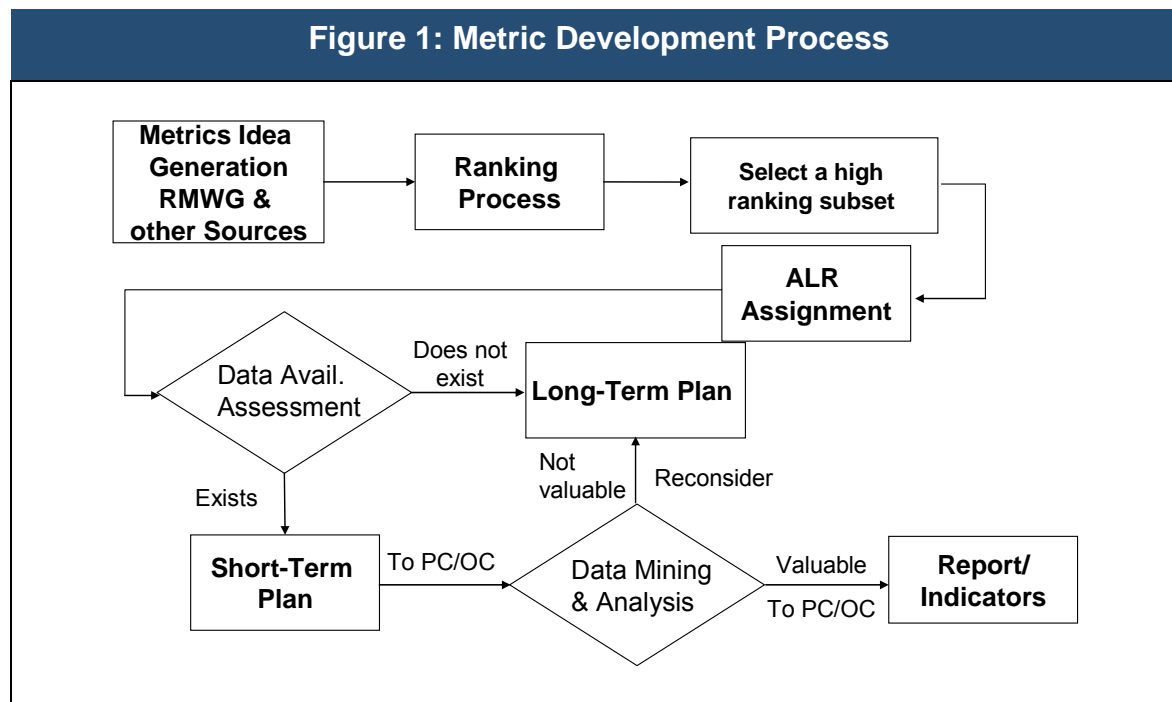 Figure 1: Metric Development Process
Metrics Idea
Generation
RMWG &
other Sources
Ranking
Process
Select a high
ranking subset
ALR
Assignment
Data Avail.
Assessment
Does not
exist
Long-Term Plan
Not
valuable
Reconsider
Exists
Short-Term
Plan
To PC/OC
Data Mining
& Analysis
Valuable
To PC/OC
Report/
Indicators